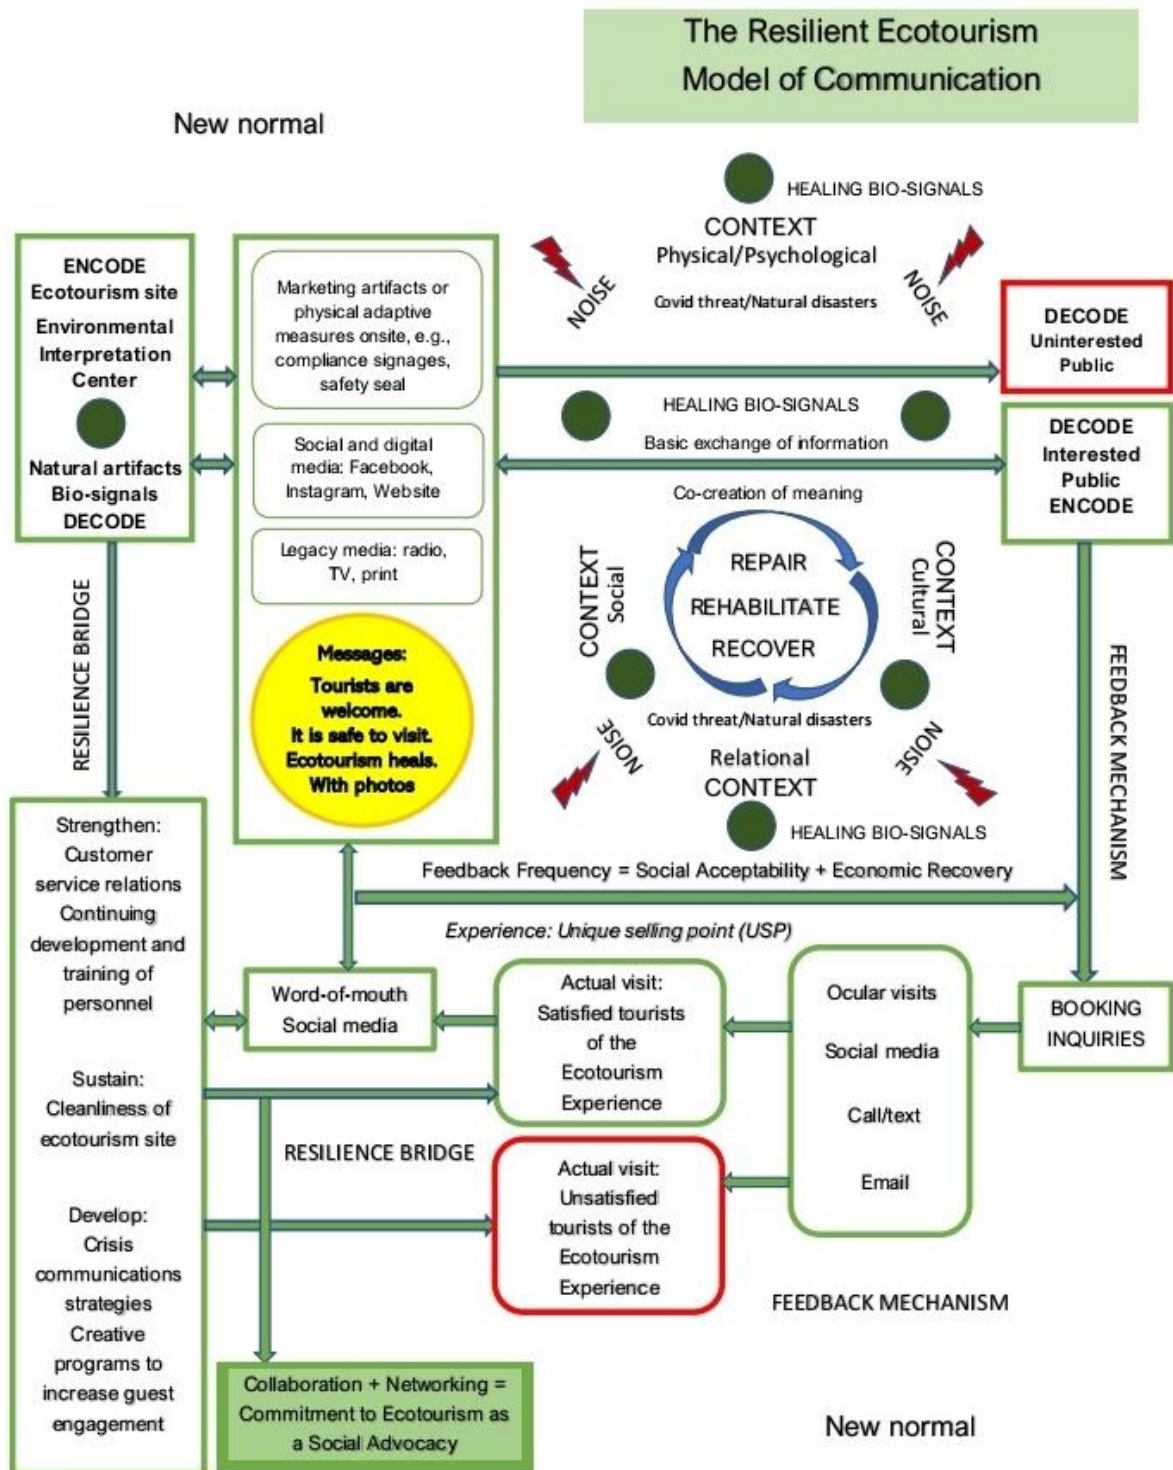 The Resilient Ecotourism
Model of Communication
New normal
HEALING BIO-SIGNALS
CONTEXT
Physical/Psychological
NOISE
NOISE
Covid threat/Natural disasters
ENCODE
Ecotourism site
Environmental
Interpretation
Center
Natural artifacts
Bio-signals
DECODE
Marketing artifacts or
physical adaptive
measures onsite, e.g.,
compliance signages,
safety seal
Social and digital
media: Facebook,
Instagram, Website
Legacy media: radio,
TV, print
Messages:
Tourists are
welcome.
It is safe to visit.
Ecotourism heals.
With photos
DECODE
Uninterested
Public
HEALING BIO-SIGNALS
Basic exchange of information
DECODE
Interested
Public
ENCODE
Co-creation of meaning
REPAIR
REHABILITATE
RECOVER
CONTEXT
Social
CONTEXT
Cultural
Covid threat/Natural disasters
NOISE
NOISE
Relational
CONTEXT
HEALING BIO-SIGNALS
RESILIENCE BRIDGE
FEEDBACK MECHANISM
Feedback Frequency = Social Acceptability + Economic Recovery
Experience: Unique selling point (USP)
Strengthen:
Customer
service relations
Continuing
development and
training of
personnel
Sustain:
Cleanliness of
ecotourism site
Develop:
Crisis
communications
strategies
Creative
programs to
increase guest
engagement
Word-of-mouth
Social media
Actual visit:
Satisfied tourists
of the
Ecotourism
Experience
Ocular visits
Social media
Call/text
Email
BOOKING
INQUIRIES
RESILIENCE BRIDGE
Actual visit:
Unsatisfied
tourists of the
Ecotourism
Experience
FEEDBACK MECHANISM
Collaboration + Networking =
Commitment to Ecotourism as
a Social Advocacy
New normal